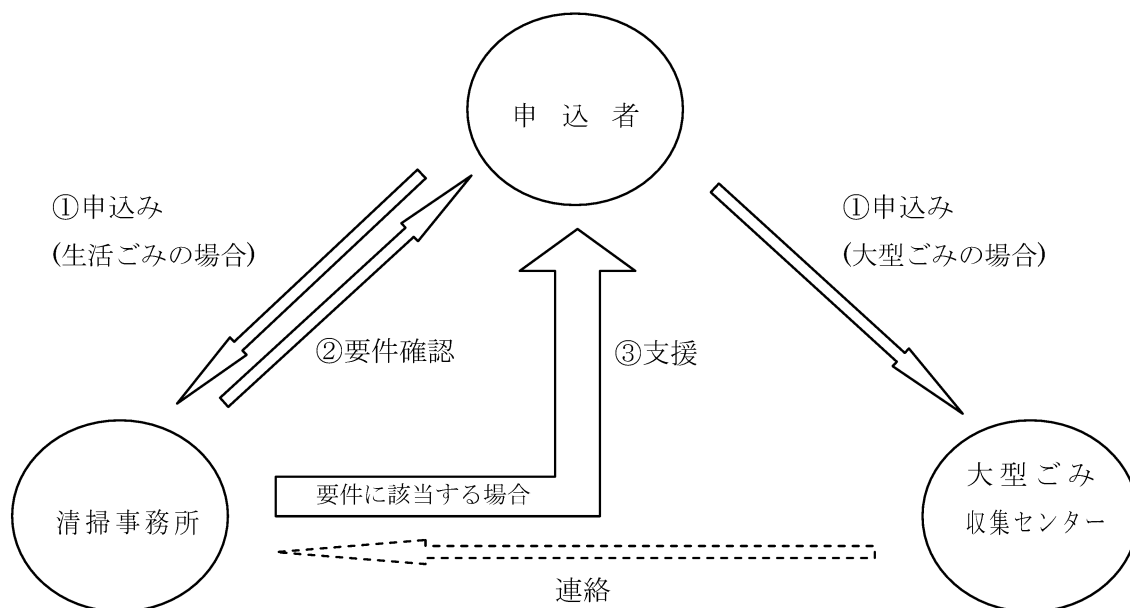 申込者
①申込み
(生活ごみの場合)
①申込み
(大型ごみの場合)
②要件確認
③支援
要件に該当する場合
清掃事務所
大型ごみ
収集センター
連絡